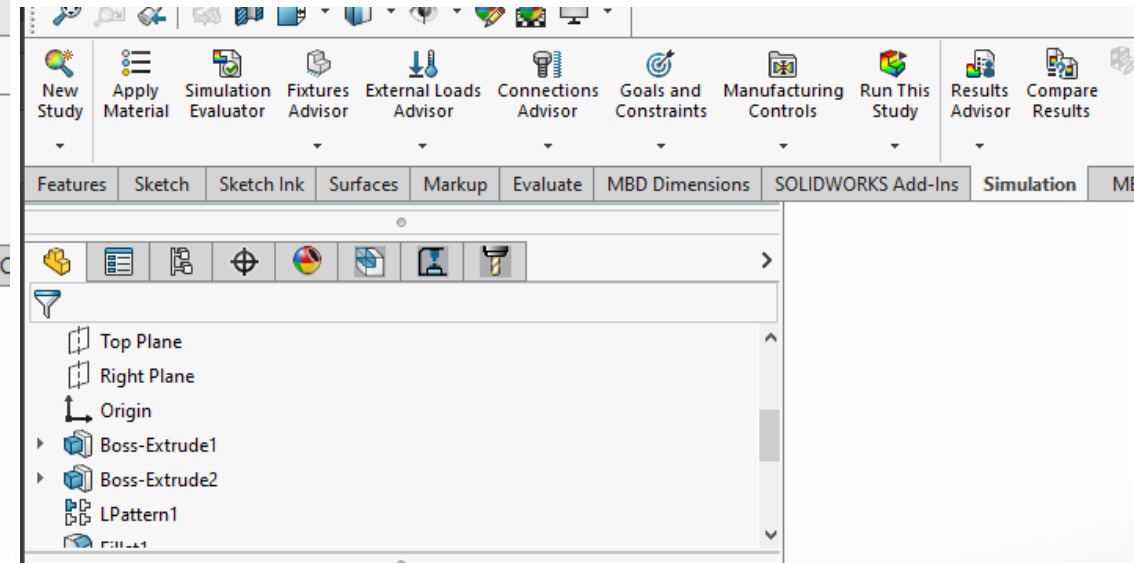 New Study
Apply Material
Simulation Evaluator
Fixtures Advisor
External Loads Advisor
Connections Advisor
Goals and Constraints
Manufacturing Controls
Run This Study
Results Advisor
Compare Results
Features Sketch Sketch Ink Surfaces Markup Evaluate MBD Dimensions SOLIDWORKS Add-Ins Simulation
Top Plane
Right Plane
Origin
Boss-Extrude1
Boss-Extrude2
LPattern1
Fillet1